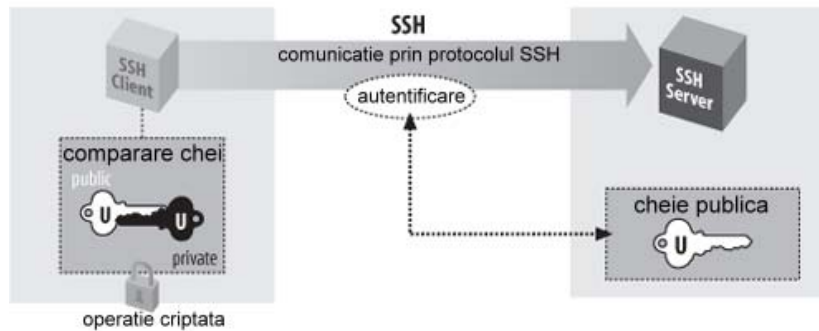 SSH
comunicatie prin protocolul SSH
autentificare
SSH
Client
SSH
Server
comparare chei
public
U
U
private
operatie criptata
cheie publica
U